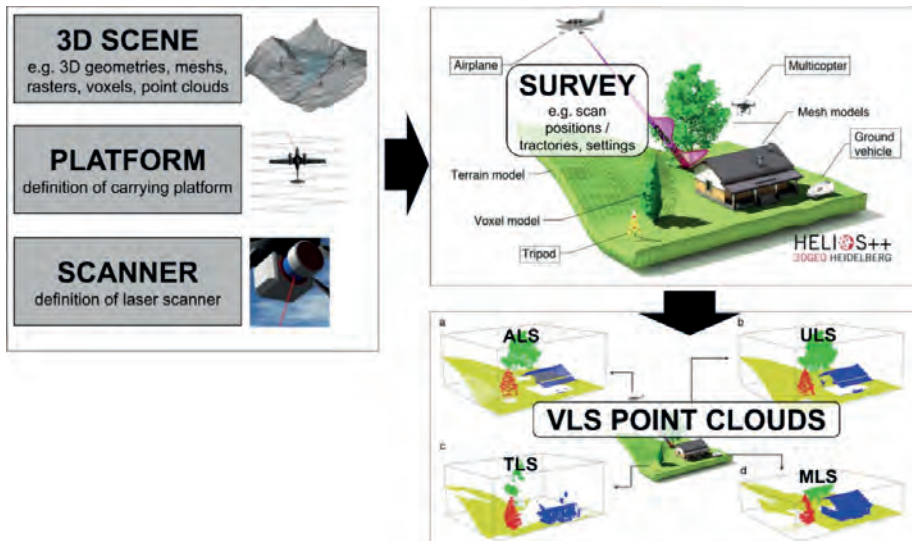 3D SCENE
e.g. 3D geometries, meshs,
rasters, voxels, point clouds
PLATFORM
definition of carrying platform
SCANNER
definition of laser scanner
Airplane
SURVEY
e.g. scan
positions /
tractories, settings
Multicopter
Mesh models
Ground
vehicle
Terrain model
Voxel model
Tripod
HELIOS++
3DGEO HEIDELBERG
a
ALS
b
ULS
VLS POINT CLOUDS
c
TLS
d
MLS